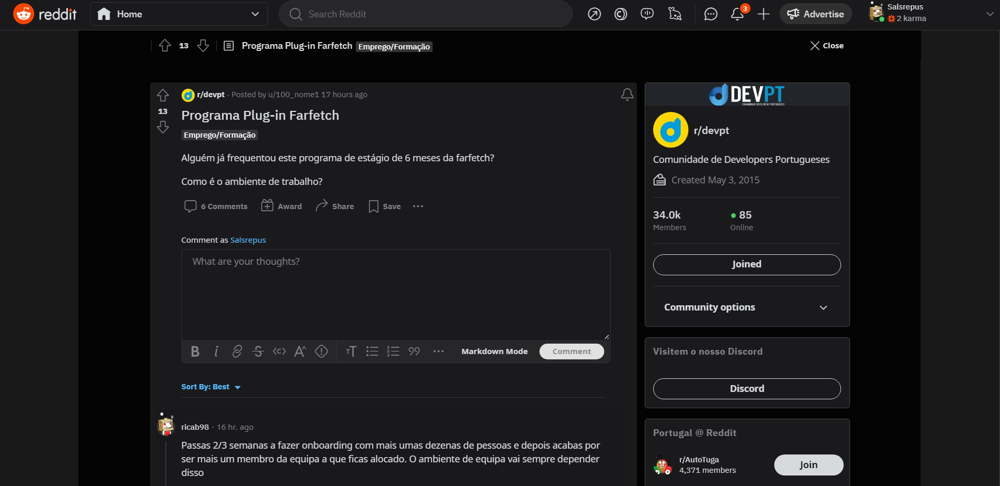 reddit
Home
Search Reddit
3
Advertise
Salsrepus
2 karma
13
Programa Plug-in Farfetch
Emprego/Formação
Close
13
r/devpt · Posted by u/100_nome1 17 hours ago
Programa Plug-in Farfetch
Emprego/Formação
Alguém já frequentou este programa de estágio de 6 meses da farfetch?
Como é o ambiente de trabalho?
6 Comments
Award
Share
Save
Comment as Salsrepus
What are your thoughts?
Markdown Mode
Comment
Sort By: Best
ricab98 · 16 hr. ago
Passas 2/3 semanas a fazer onboarding com mais umas dezenas de pessoas e depois acabas por
ser mais um membro da equipa a que ficas alocado. O ambiente de equipa vai sempre depender
disso
DEVPT
COMUNIDADE DEVELOPERS PORTUGUESES
r/devpt
Comunidade de Developers Portugueses
Created May 3, 2015
34.0k
Members
85
Online
Joined
Community options
Visitem o nosso Discord
Discord
Portugal @ Reddit
r/AutoTuga
4,371 members
Join